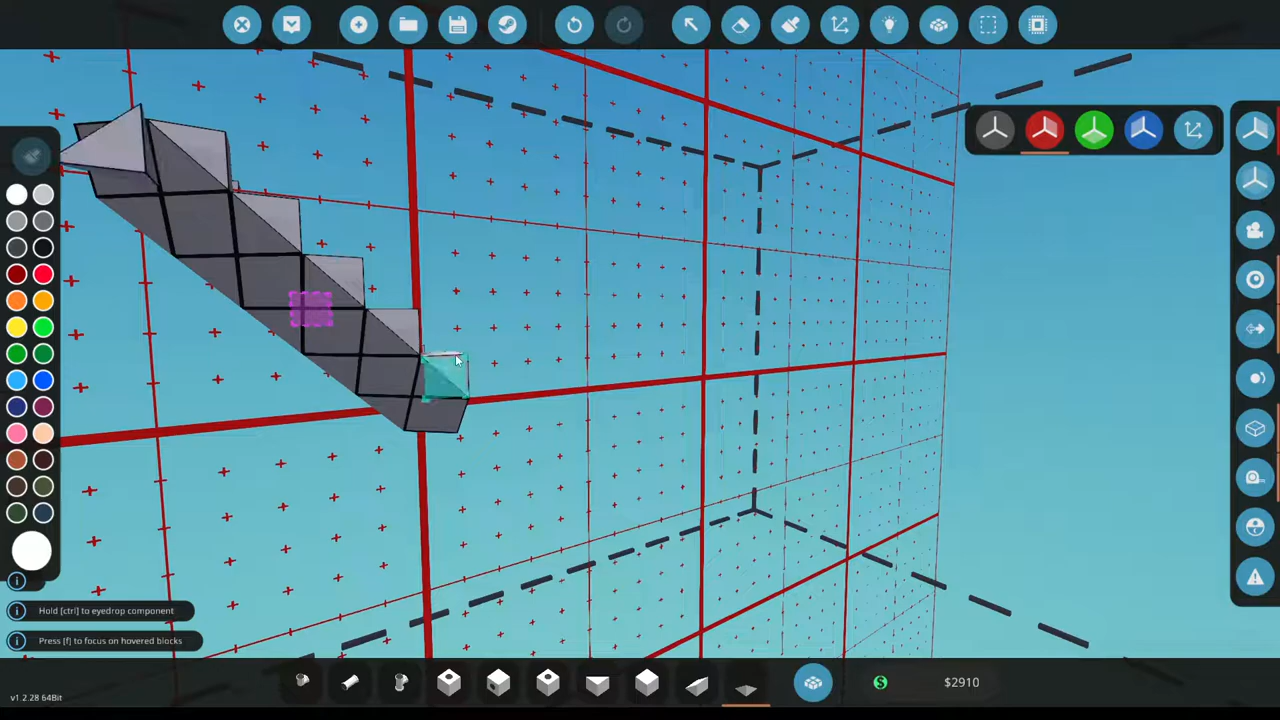 Hold [ctrl] to eyedrop component
Press [f] to focus on hovered blocks
v1.2.28 64Bit
$
$2910